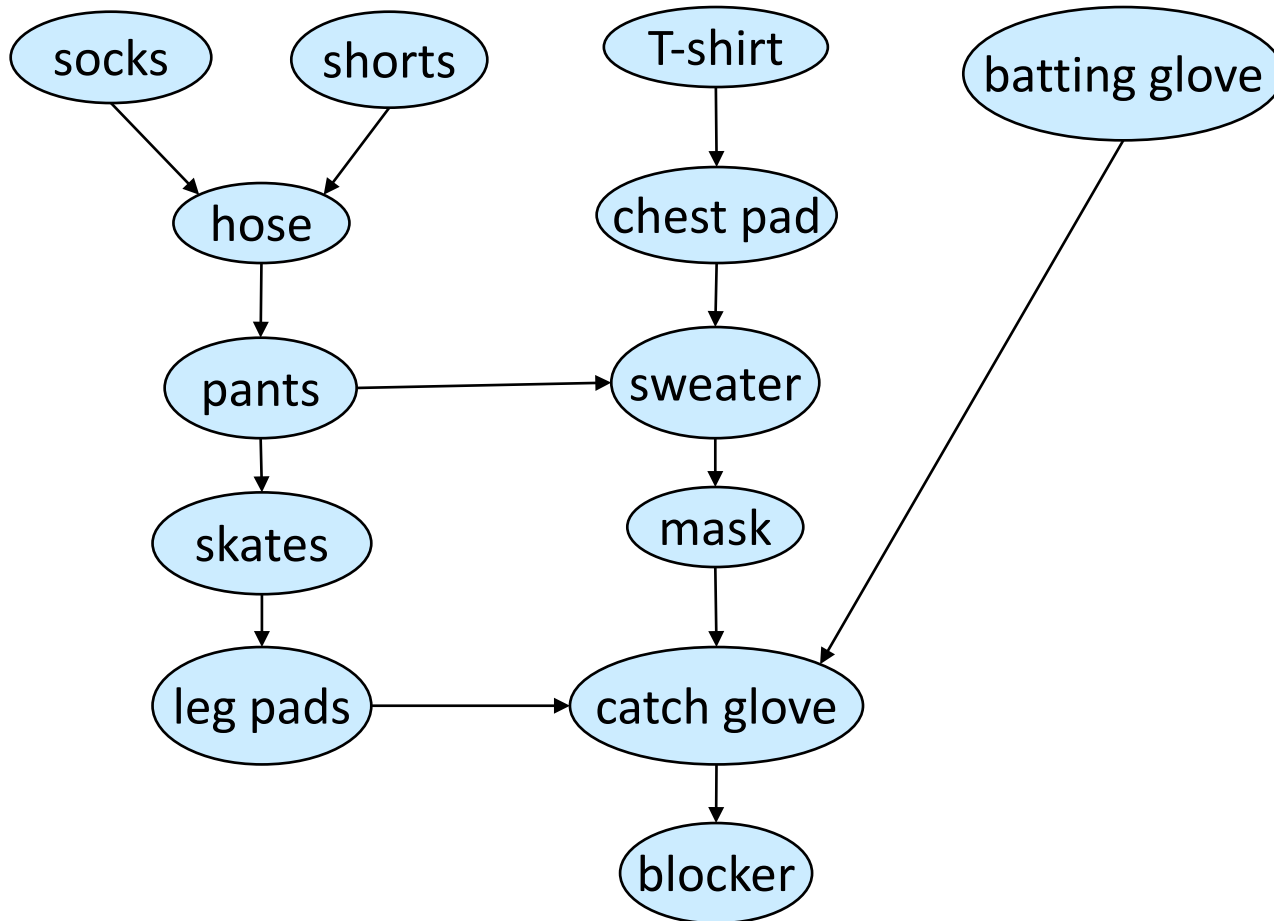 socks
shorts
T-shirt
batting glove
hose
chest pad
pants
sweater
skates
mask
leg pads
catch glove
blocker